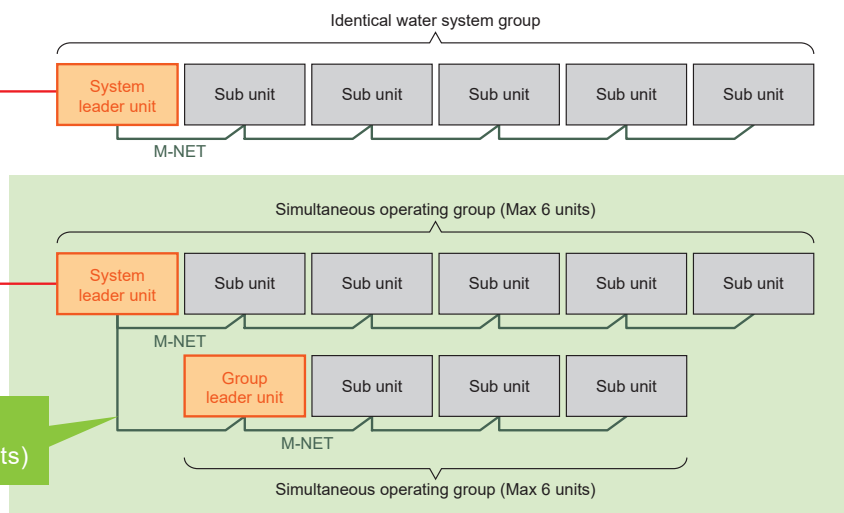 Identical water system group
System
leader unit
Sub unit
Sub unit
Sub unit
Sub unit
Sub unit
M-NET
Simultaneous operating group (Max 6 units)
System
leader unit
Sub unit
Sub unit
Sub unit
Sub unit
Sub unit
M-NET
Group
leader unit
Sub unit
Sub unit
Sub unit
ts)
M-NET
Simultaneous operating group (Max 6 units)